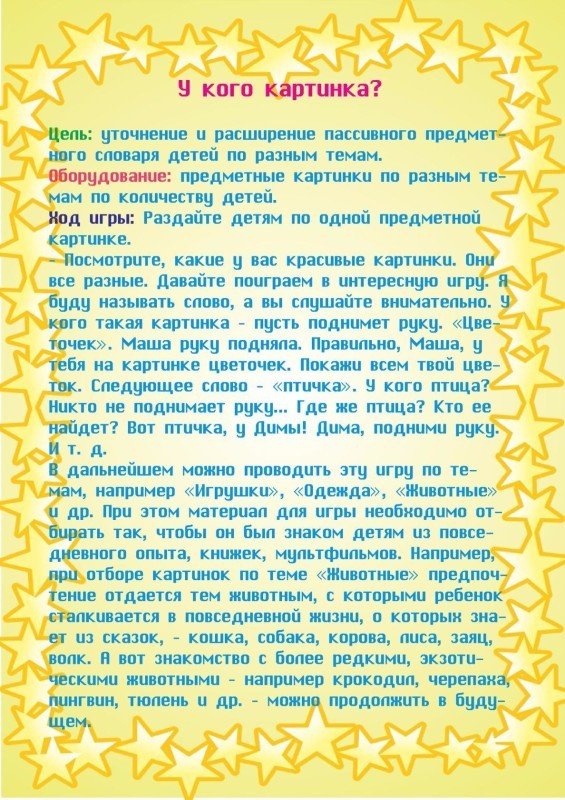 У кого картинка?
Цель: уточнение и расширение пассивного предмет-
ного словаря детей по разным темам.
Оборудование: предметные картинки по разным те-
мам по количеству детей.
Ход игры: Раздайте детям по одной предметной
картинке.
- Посмотрите, какие у вас красивые картинки. Они
все разные. Давайте поиграем в интересную игру. Я
буду называть слово, а вы слушайте внимательно. У
кого такая картинка - пусть поднимет руку. «Цве-
точек». Маша руку подняла. Правильно, Маша, у
тебя на картинке цветочек. Покажи всем твой цве-
ток. Следующее слово - «птичка». У кого птица?
Никто не поднимает руку... Где же птица? Кто ее
найдет? Вот птичка, у Димы! Дима, подними руку.
И т. д.
В дальнейшем можно проводить эту игру по те-
мам, например «Игрушки», «Одежда», «Животные»
и др. При этом материал для игры необходимо от-
бирать так, чтобы он был знаком детям из повсе-
дневного опыта, книжек, мультфильмов. Например,
при отборе картинок по теме «Животные» предпоч-
тение отдается тем животным, с которыми ребенок
сталкивается в повседневной жизни, о которых зна-
ет из сказок, - кошка, собака, корова, лиса, заяц,
волк. А вот знакомство с более редкими, экзоти-
ческими животными - например крокодил, черепаха,
пингвин, тюлень и др. - можно продолжить в буду-
щем.